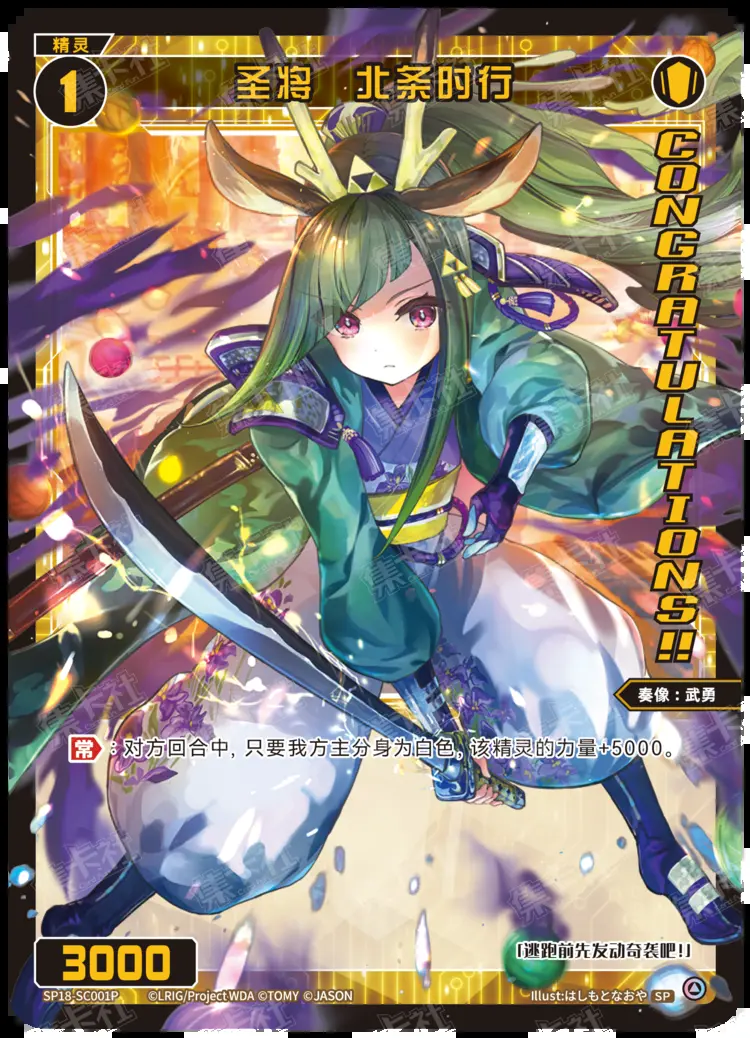 精灵
1
圣将 北条时行
CONGRATULATIONS!!
奏像：武勇
常：对方回合中，只要我方主分身为白色，该精灵的力量+5000。
「逃跑前先发动奇袭吧!」
3000
SP18-SC001P ©LRIG/Project WDA ©TOMY ©JASON
Illust:はしもとなおや SP
集卡社